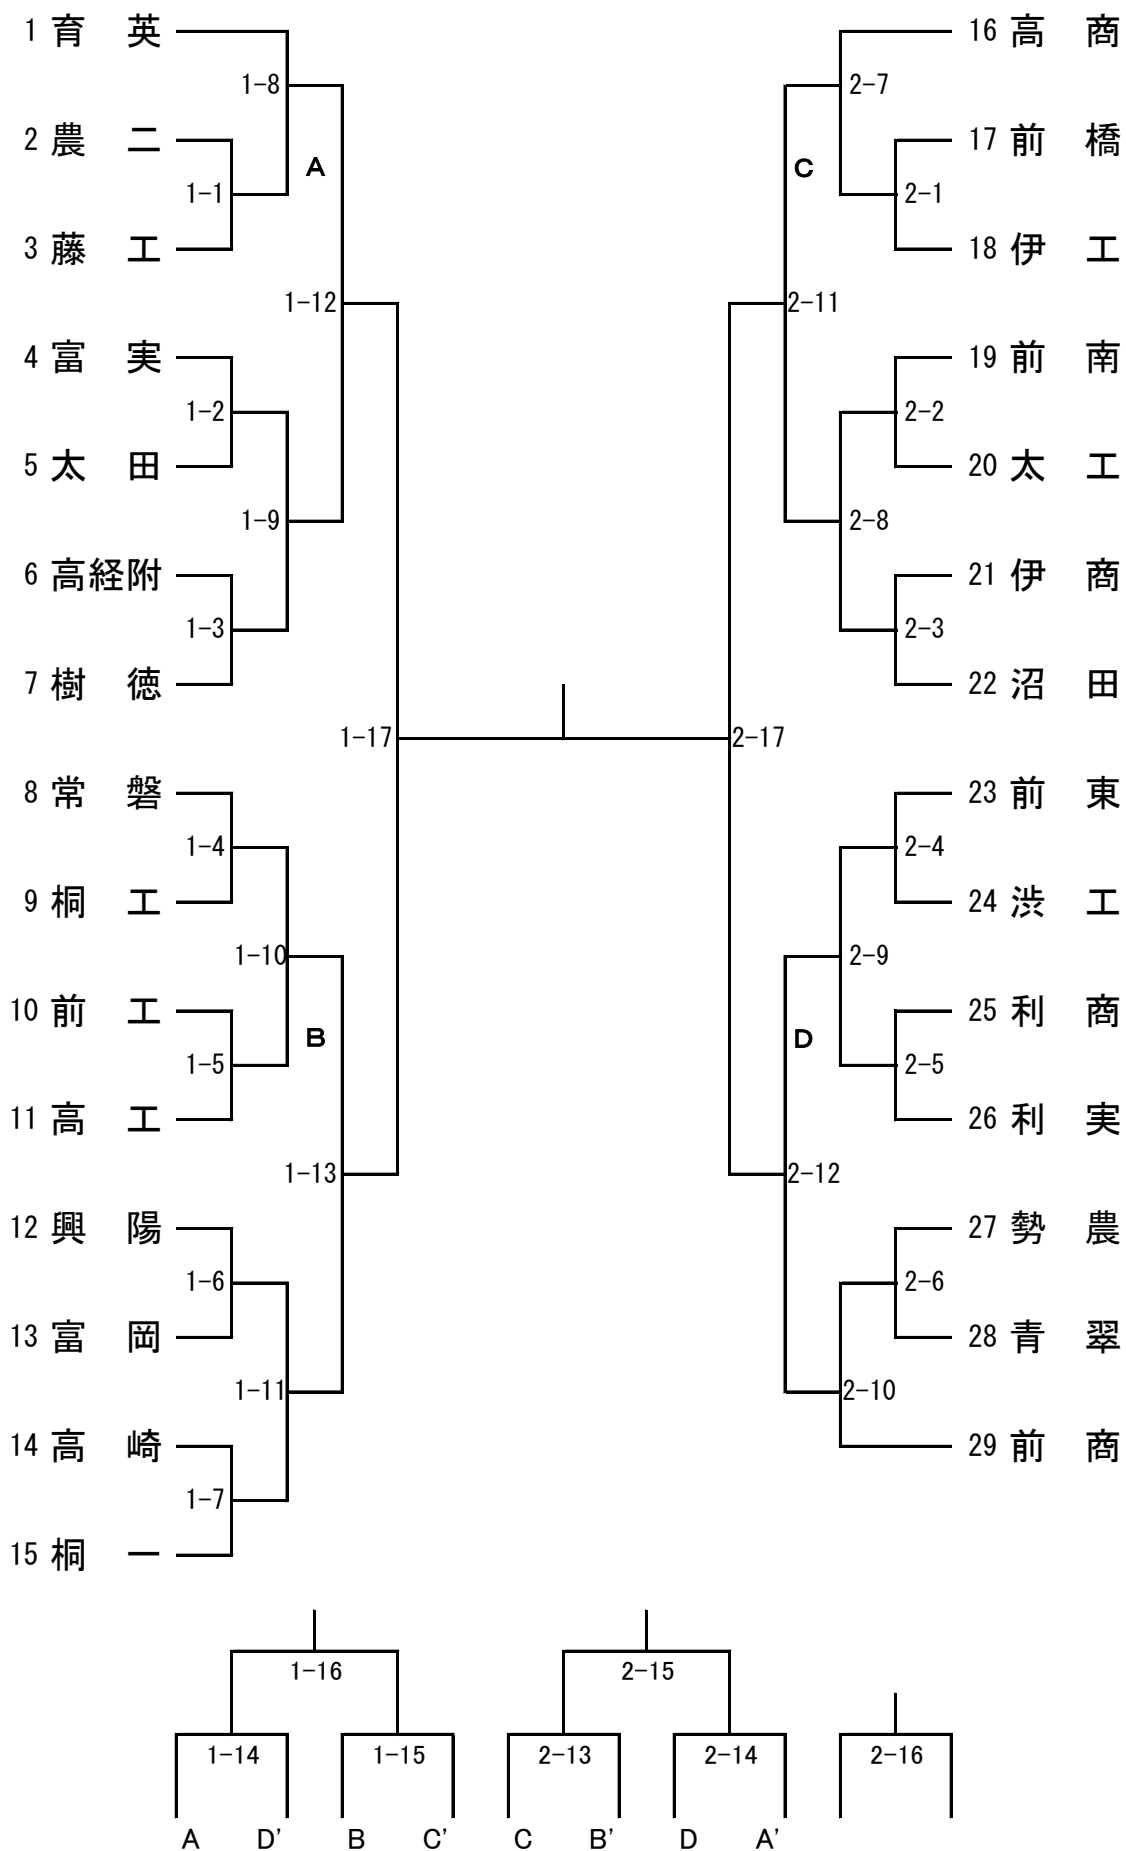 1 育 英
16 高 商
1-8
2-7
2 農 二
17 前 橋
A
C
1-1
2-1
3 藤 工
18 伊 工
1-12
2-11
4 富 実
19 前 南
1-2
2-2
5 太 田
20 太 工
1-9
2-8
6 高経附
21 伊 商
1-3
2-3
7 樹 徳
22 沼 田
1-17
2-17
8 常 磐
23 前 東
1-4
2-4
9 桐 工
24 渋 工
1-10
2-9
10 前 工
25 利 商
B
D
1-5
2-5
11 高 工
26 利 実
1-13
2-12
12 興 陽
27 勢 農
1-6
2-6
13 富 岡
28 青 翠
1-11
2-10
14 高 崎
29 前 商
1-7
15 桐 一
1-16
2-15
1-14
1-15
2-13
2-14
2-16
A D' B C' C B' D A'